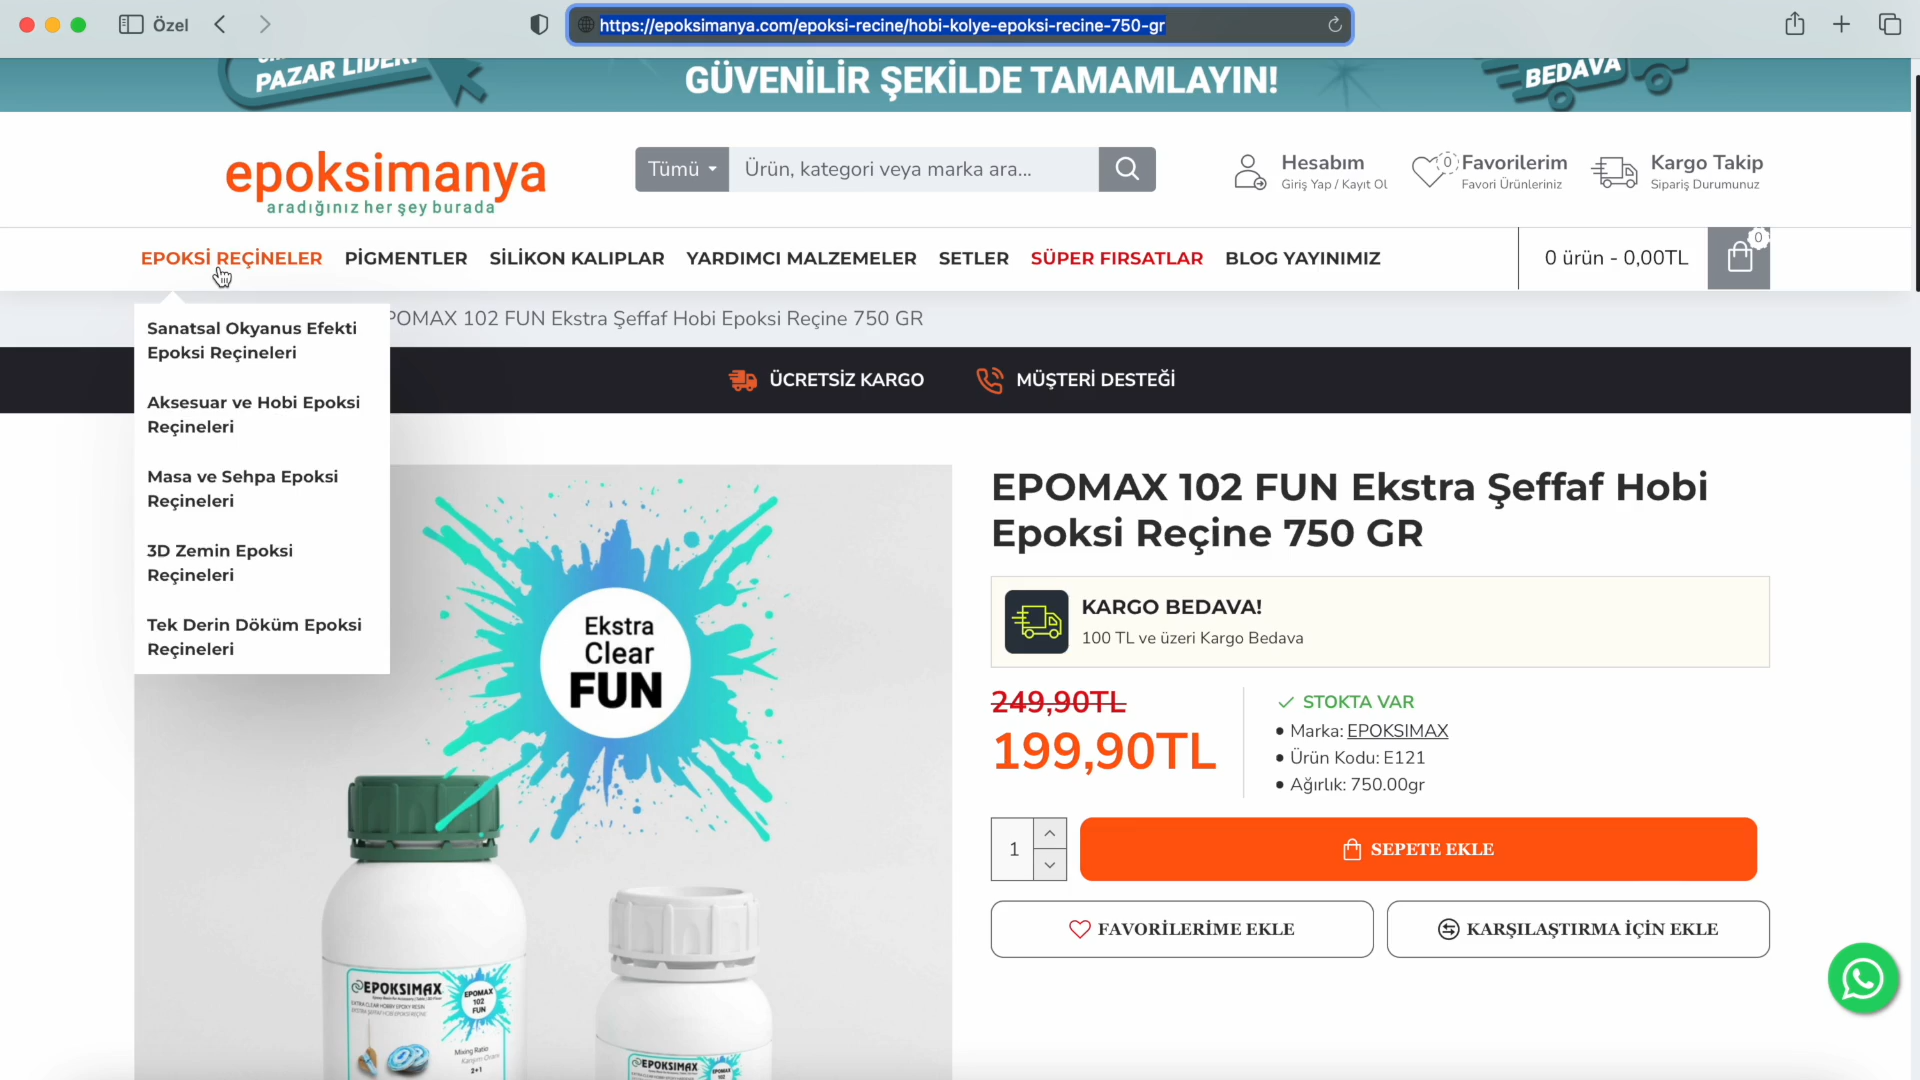 Özel
https://epoksimanya.com/epoksi-recine/hobi-kolye-epoksi-recine-750-gr
PAZAR LİDERİ
GÜVENİLİR ŞEKİLDE TAMAMLAYIN!
BEDAVA
epoksimanya
aradığınız her şey burada
Tümü
Ürün, kategori veya marka ara...
Hesabım
Giriş Yap / Kayıt Ol
0
Favorilerim
Favori Ürünleriniz
Kargo Takip
Sipariş Durumunuz
EPOKSİ REÇİNELER PİGMENTLER SİLİKON KALIPLAR YARDIMCI MALZEMELER SETLER SÜPER FIRSATLAR BLOG YAYINIMIZ
0 ürün - 0,00TL
0
POMAX 102 FUN Ekstra Şeffaf Hobi Epoksi Reçine 750 GR
Sanatsal Okyanus Efekti
Epoksi Reçineleri
Aksesuar ve Hobi Epoksi
Reçineleri
Masa ve Sehpa Epoksi
Reçineleri
3D Zemin Epoksi
Reçineleri
Tek Derin Döküm Epoksi
Reçineleri
ÜCRETSİZ KARGO
MÜŞTERİ DESTEĞİ
Ekstra
Clear
FUN
EPOKSIMAX
EPOMAX
102
FUN
Mixing Ratio
Karışım Oranı
2+1
EPOKSIMAX
EPOMAX
EPOMAX 102 FUN Ekstra Şeffaf Hobi
Epoksi Reçine 750 GR
KARGO BEDAVA!
100 TL ve üzeri Kargo Bedava
249,90TL
199,90TL
STOKTA VAR
Marka: EPOKSIMAX
Ürün Kodu: E121
Ağırlık: 750.00gr
1
SEPETE EKLE
FAVORİLERİME EKLE
KARŞILAŞTIRMA İÇİN EKLE